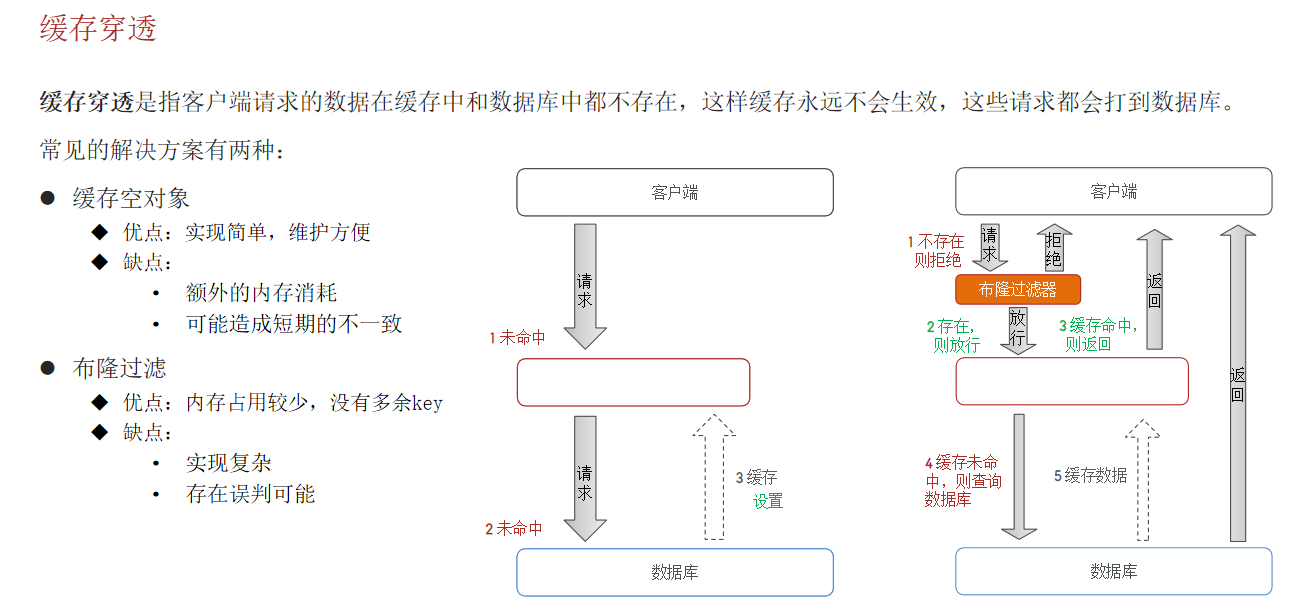 缓存穿透
缓存穿透是指客户端请求的数据在缓存中和数据库中都不存在，这样缓存永远不会生效，这些请求都会打到数据库。
常见的解决方案有两种：
● 缓存空对象
◆ 优点：实现简单，维护方便
◆ 缺点：
• 额外的内存消耗
• 可能造成短期的不一致
● 布隆过滤
◆ 优点：内存占用较少，没有多余key
◆ 缺点：
• 实现复杂
• 存在误判可能
客户端
请求
1 未命中
请求
2 未命中
3 缓存
设置
数据库
客户端
1 不存在
则拒绝
请求
拒绝
布隆过滤器
2 存在，
则放行
放行
3 缓存命中，
则返回
返回
返回
4 缓存未命
中，则查询
数据库
5 缓存数据
数据库